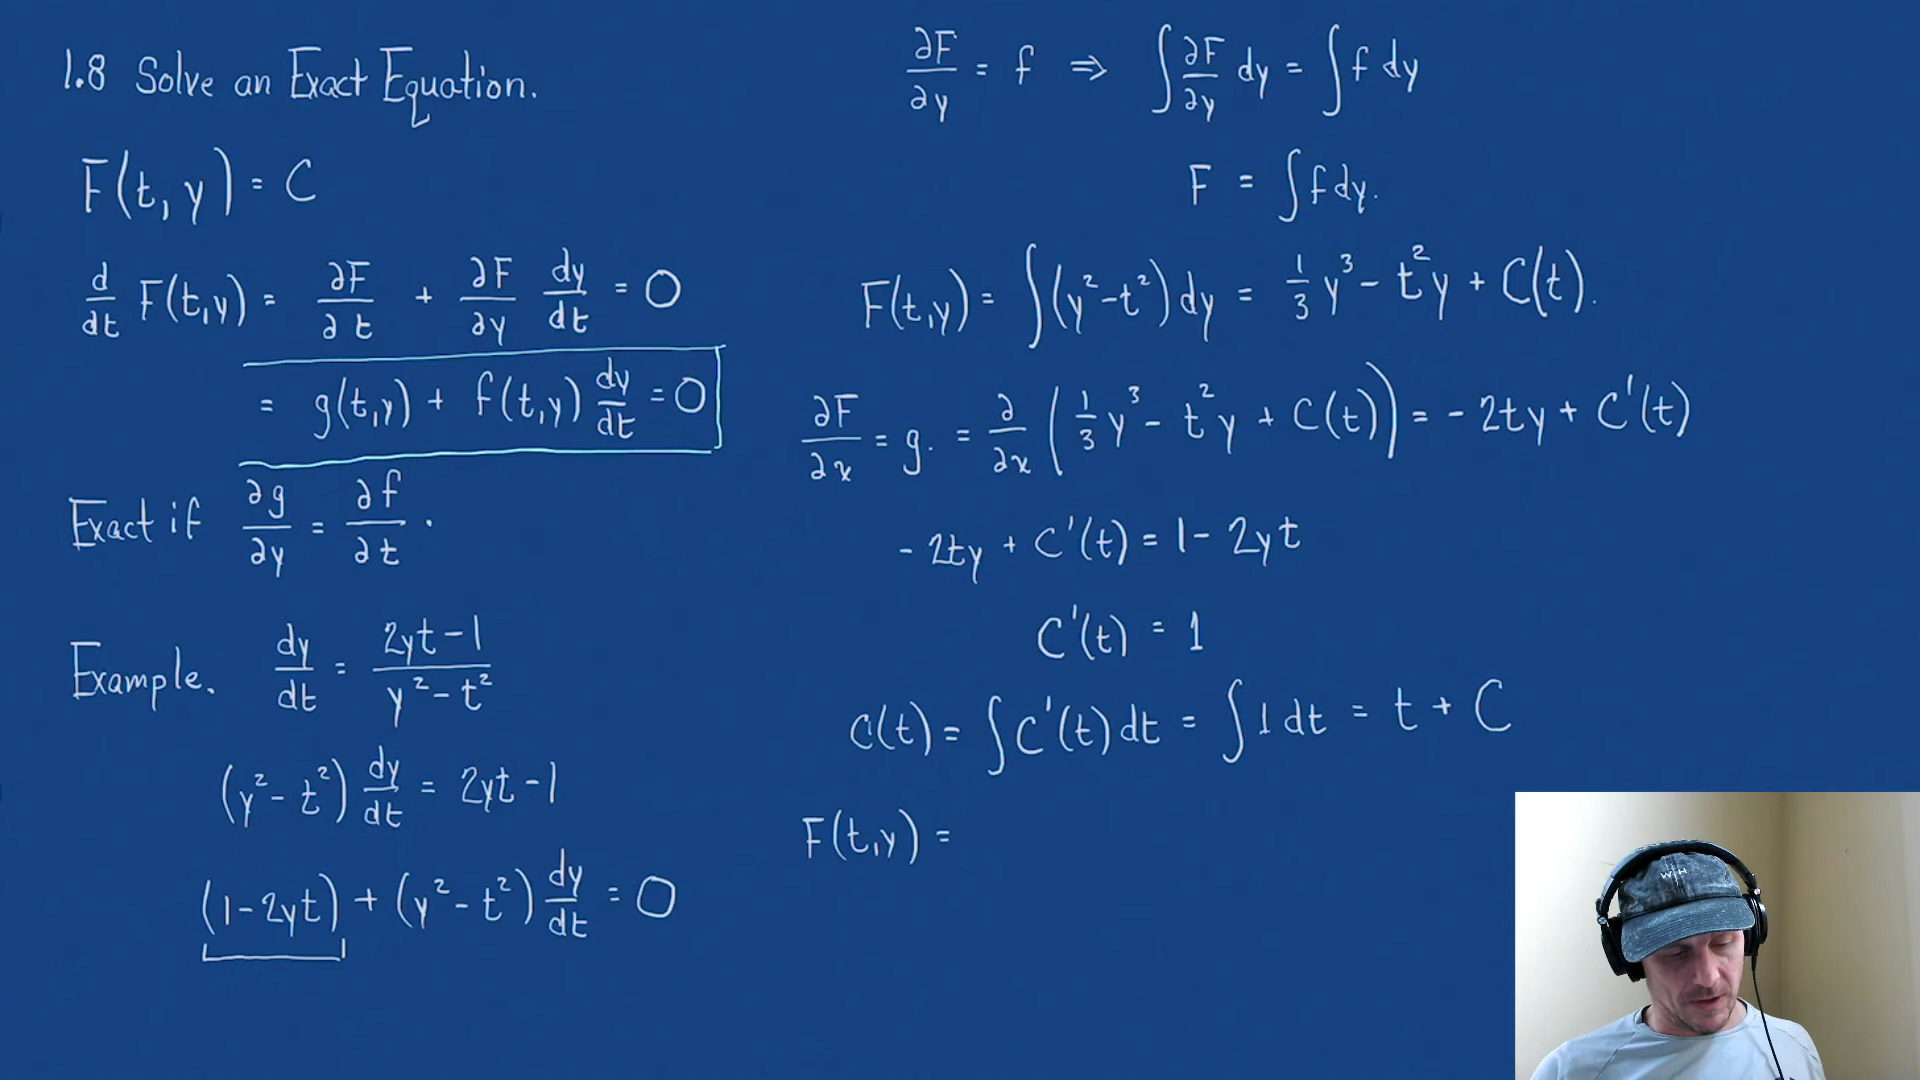 1.8 Solve an Exact Equation.
F(t, y) = C
d/dt F(t,y) = ∂F/∂t + ∂F/∂y dy/dt = 0
= g(t,y) + f(t,y) dy/dt = 0
Exact if ∂g/∂y = ∂f/∂t .
Example. dy/dt = (2yt-1)/(y²-t²)
(y²-t²) dy/dt = 2yt-1
(1-2yt) + (y²-t²) dy/dt = 0
∂F/∂y = f ⇒ ∫ ∂F/∂y dy = ∫ f dy
F = ∫ f dy.
F(t,y) = ∫(y²-t²) dy = 1/3 y³ - t²y + C(t).
∂F/∂x = g. = ∂/∂x (1/3 y³ - t²y + C(t)) = -2ty + C'(t)
-2ty + C'(t) = 1-2yt
C'(t) = 1
C(t) = ∫C'(t) dt = ∫1 dt = t + C
F(t,y) =
W H